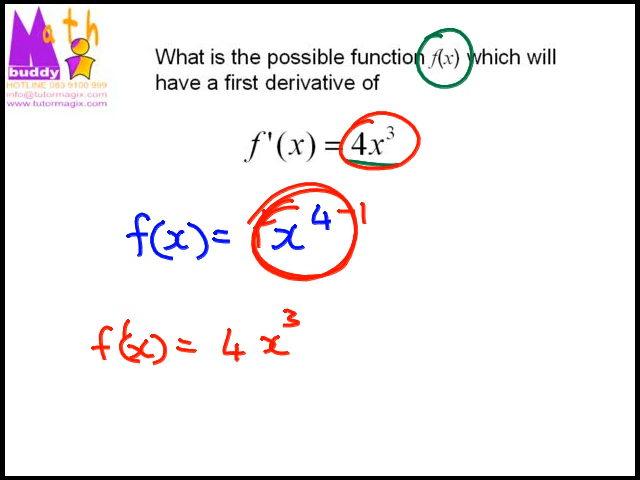 Math
buddy
HOTLINE 083 9100 999
info@tutormagix.com
www.tutormagix.com
What is the possible function f(x) which will
have a first derivative of
f'(x) = 4x³
f(x) = x⁴⁻¹
f'(x) = 4x³